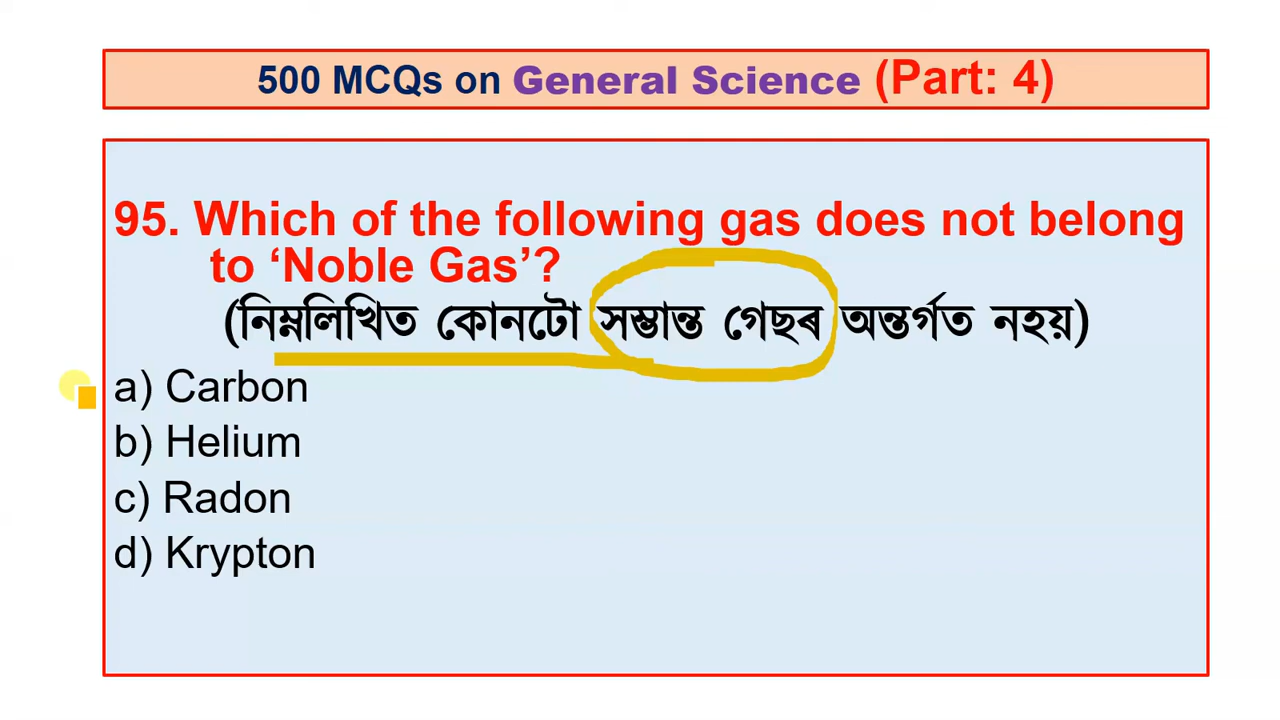 500 MCQs on General Science (Part: 4)
95. Which of the following gas does not belong
to ‘Noble Gas’?
(নিম্নলিখিত কোনটো সম্ভ্ৰান্ত গেছৰ অন্তৰ্গত নহয়)
a) Carbon
b) Helium
c) Radon
d) Krypton